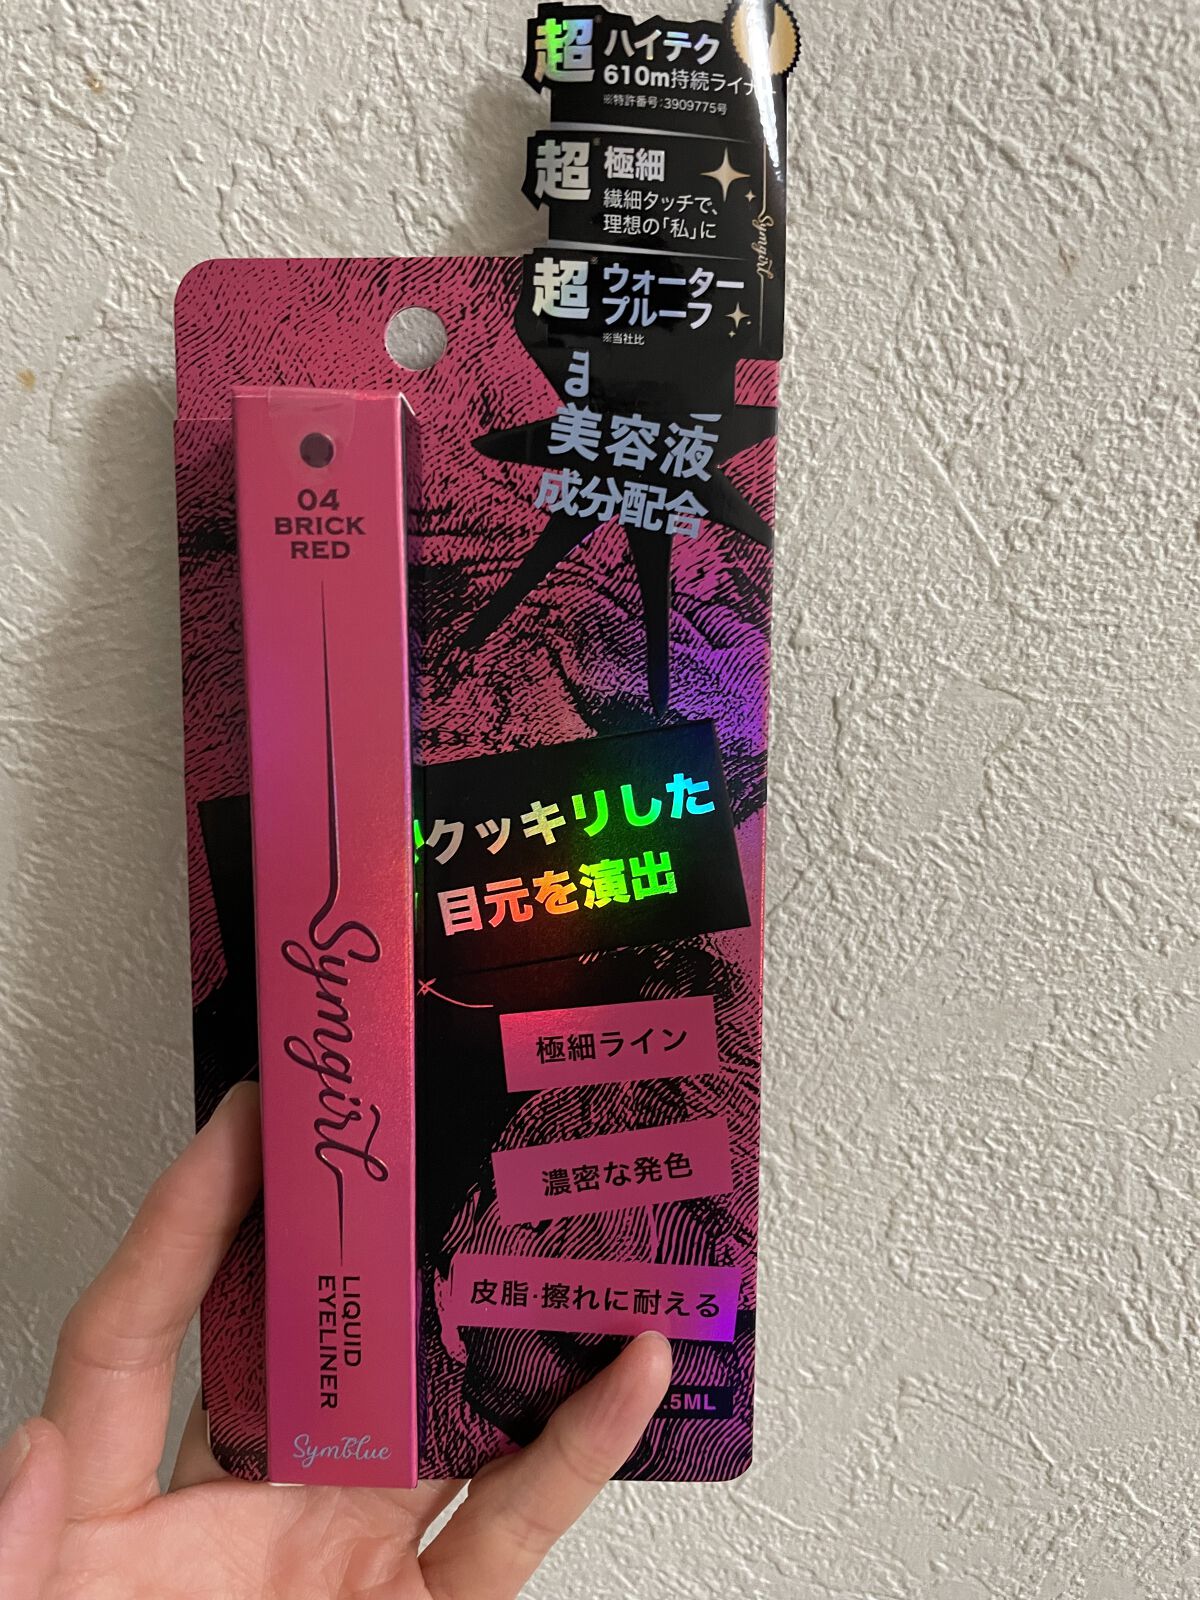 超※ ハイテク
610m持続ライナー
※特許番号:3909775号
超※ 極細
繊細タッチで、
理想の「私」に
Symgirl
超※ ウォーター
プルーフ
※当社比
美容液
成分配合
04
BRICK
RED
クッキリした
目元を演出
Symgirl
極細ライン
濃密な発色
皮脂・擦れに耐える
LIQUID
EYELINER
.5ML
Symblue